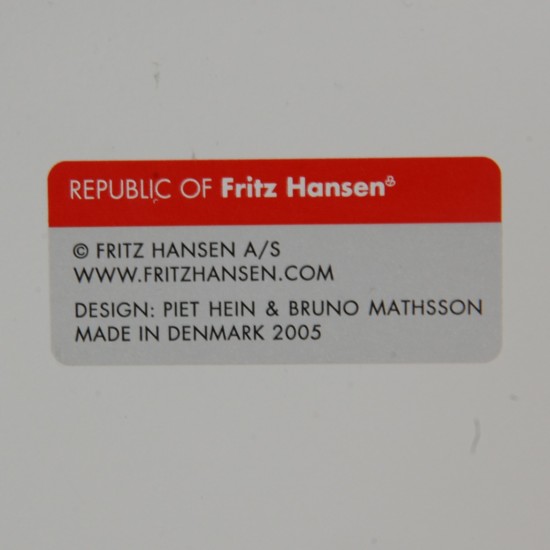 REPUBLIC OF Fritz Hansen
© FRITZ HANSEN A/S
WWW.FRITZHANSEN.COM
DESIGN: PIET HEIN & BRUNO MATHSSON
MADE IN DENMARK 2005